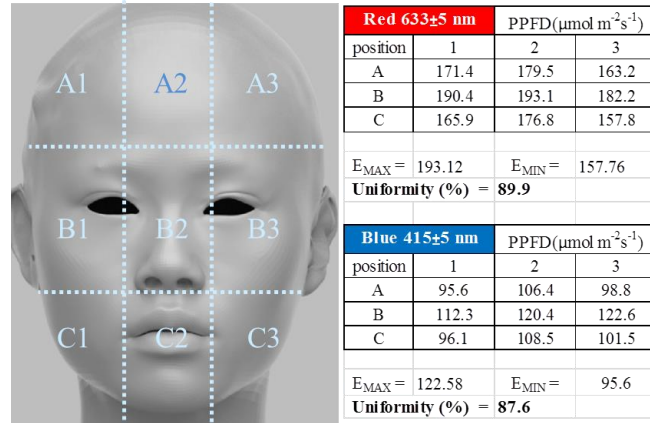 A1 A2 A3
B1 B2 B3
C1 C2 C3
Red 633±5 nm PPFD(μmol m⁻²s⁻¹)
position 1 2 3
A 171.4 179.5 163.2
B 190.4 193.1 182.2
C 165.9 176.8 157.8
E_MAX = 193.12 E_MIN = 157.76
Uniformity (%) = 89.9
Blue 415±5 nm PPFD(μmol m⁻²s⁻¹)
position 1 2 3
A 95.6 106.4 98.8
B 112.3 120.4 122.6
C 96.1 108.5 101.5
E_MAX = 122.58 E_MIN = 95.6
Uniformity (%) = 87.6